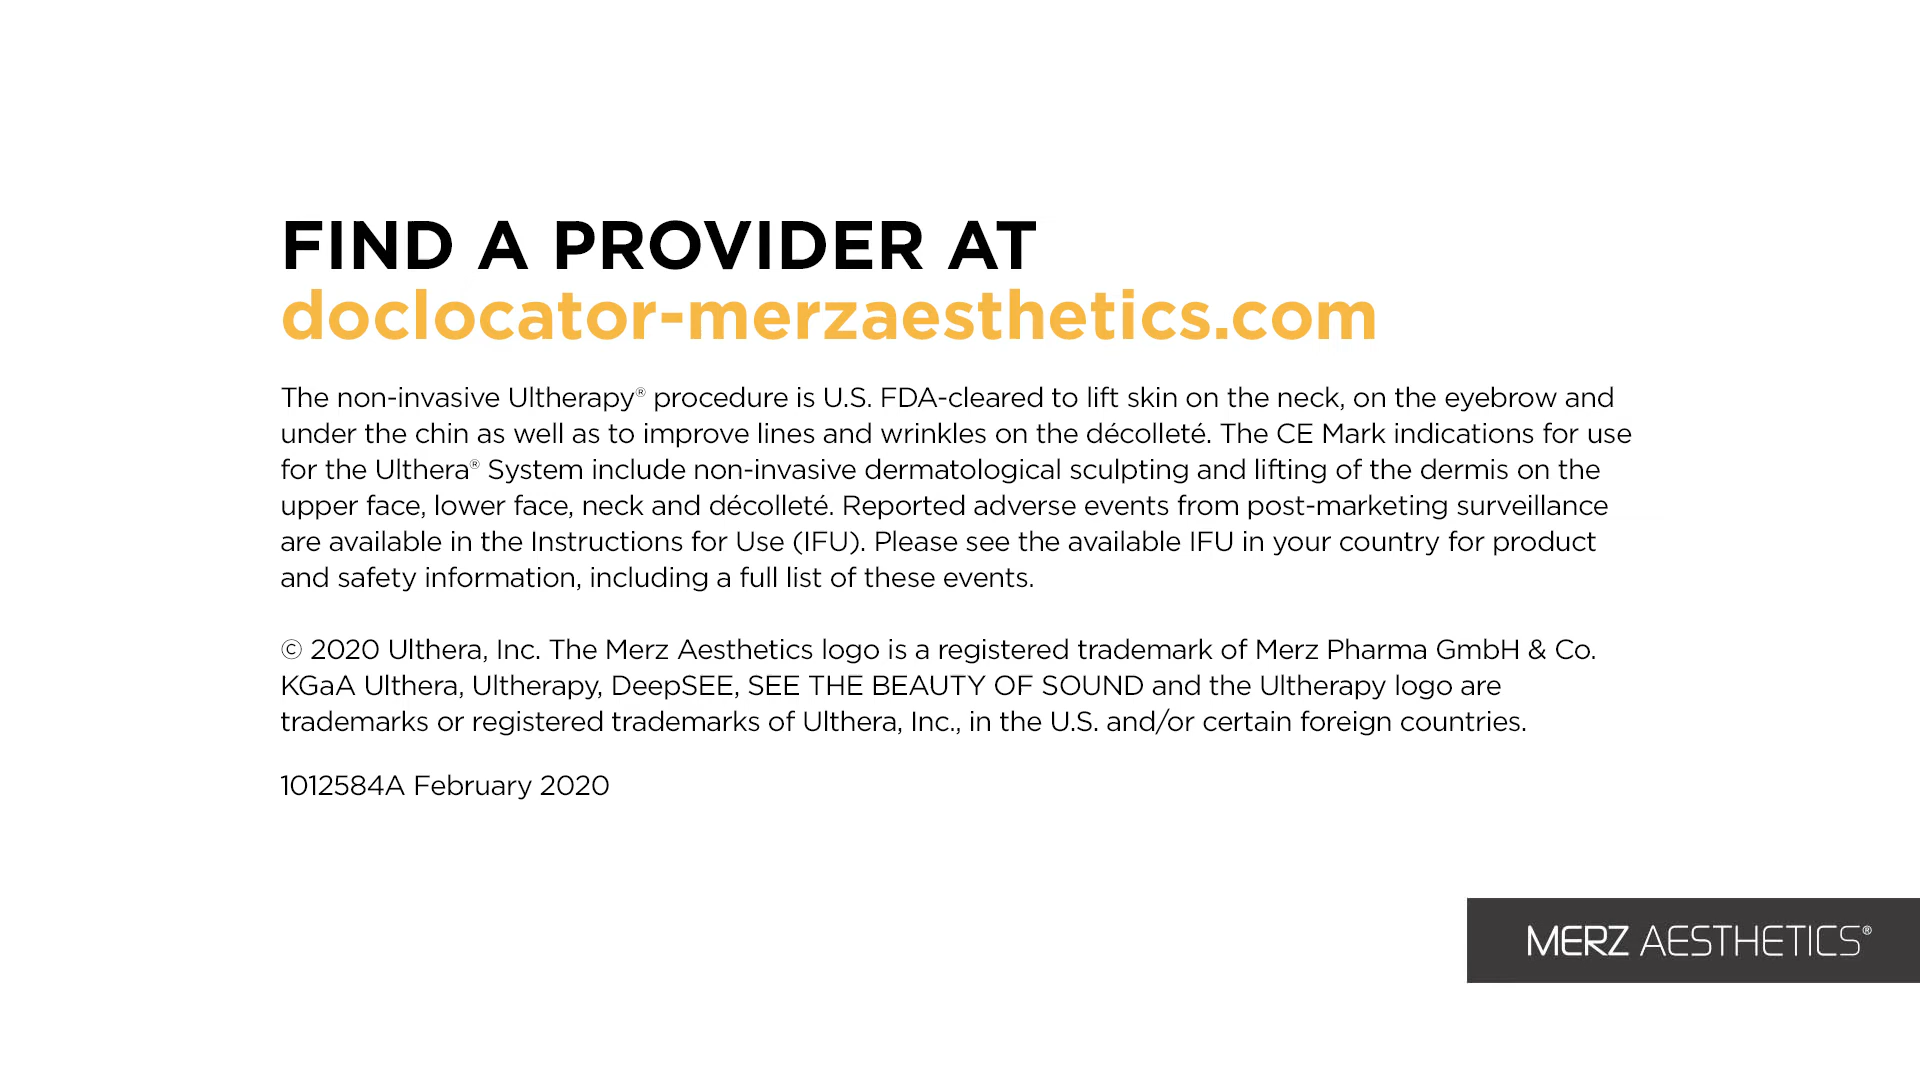 FIND A PROVIDER AT
doclocator-merzaesthetics.com
The non-invasive Ultherapy® procedure is U.S. FDA-cleared to lift skin on the neck, on the eyebrow and
under the chin as well as to improve lines and wrinkles on the décolleté. The CE Mark indications for use
for the Ulthera® System include non-invasive dermatological sculpting and lifting of the dermis on the
upper face, lower face, neck and décolleté. Reported adverse events from post-marketing surveillance
are available in the Instructions for Use (IFU). Please see the available IFU in your country for product
and safety information, including a full list of these events.
© 2020 Ulthera, Inc. The Merz Aesthetics logo is a registered trademark of Merz Pharma GmbH & Co.
KGaA Ulthera, Ultherapy, DeepSEE, SEE THE BEAUTY OF SOUND and the Ultherapy logo are
trademarks or registered trademarks of Ulthera, Inc., in the U.S. and/or certain foreign countries.
1012584A February 2020
MERZ AESTHETICS®